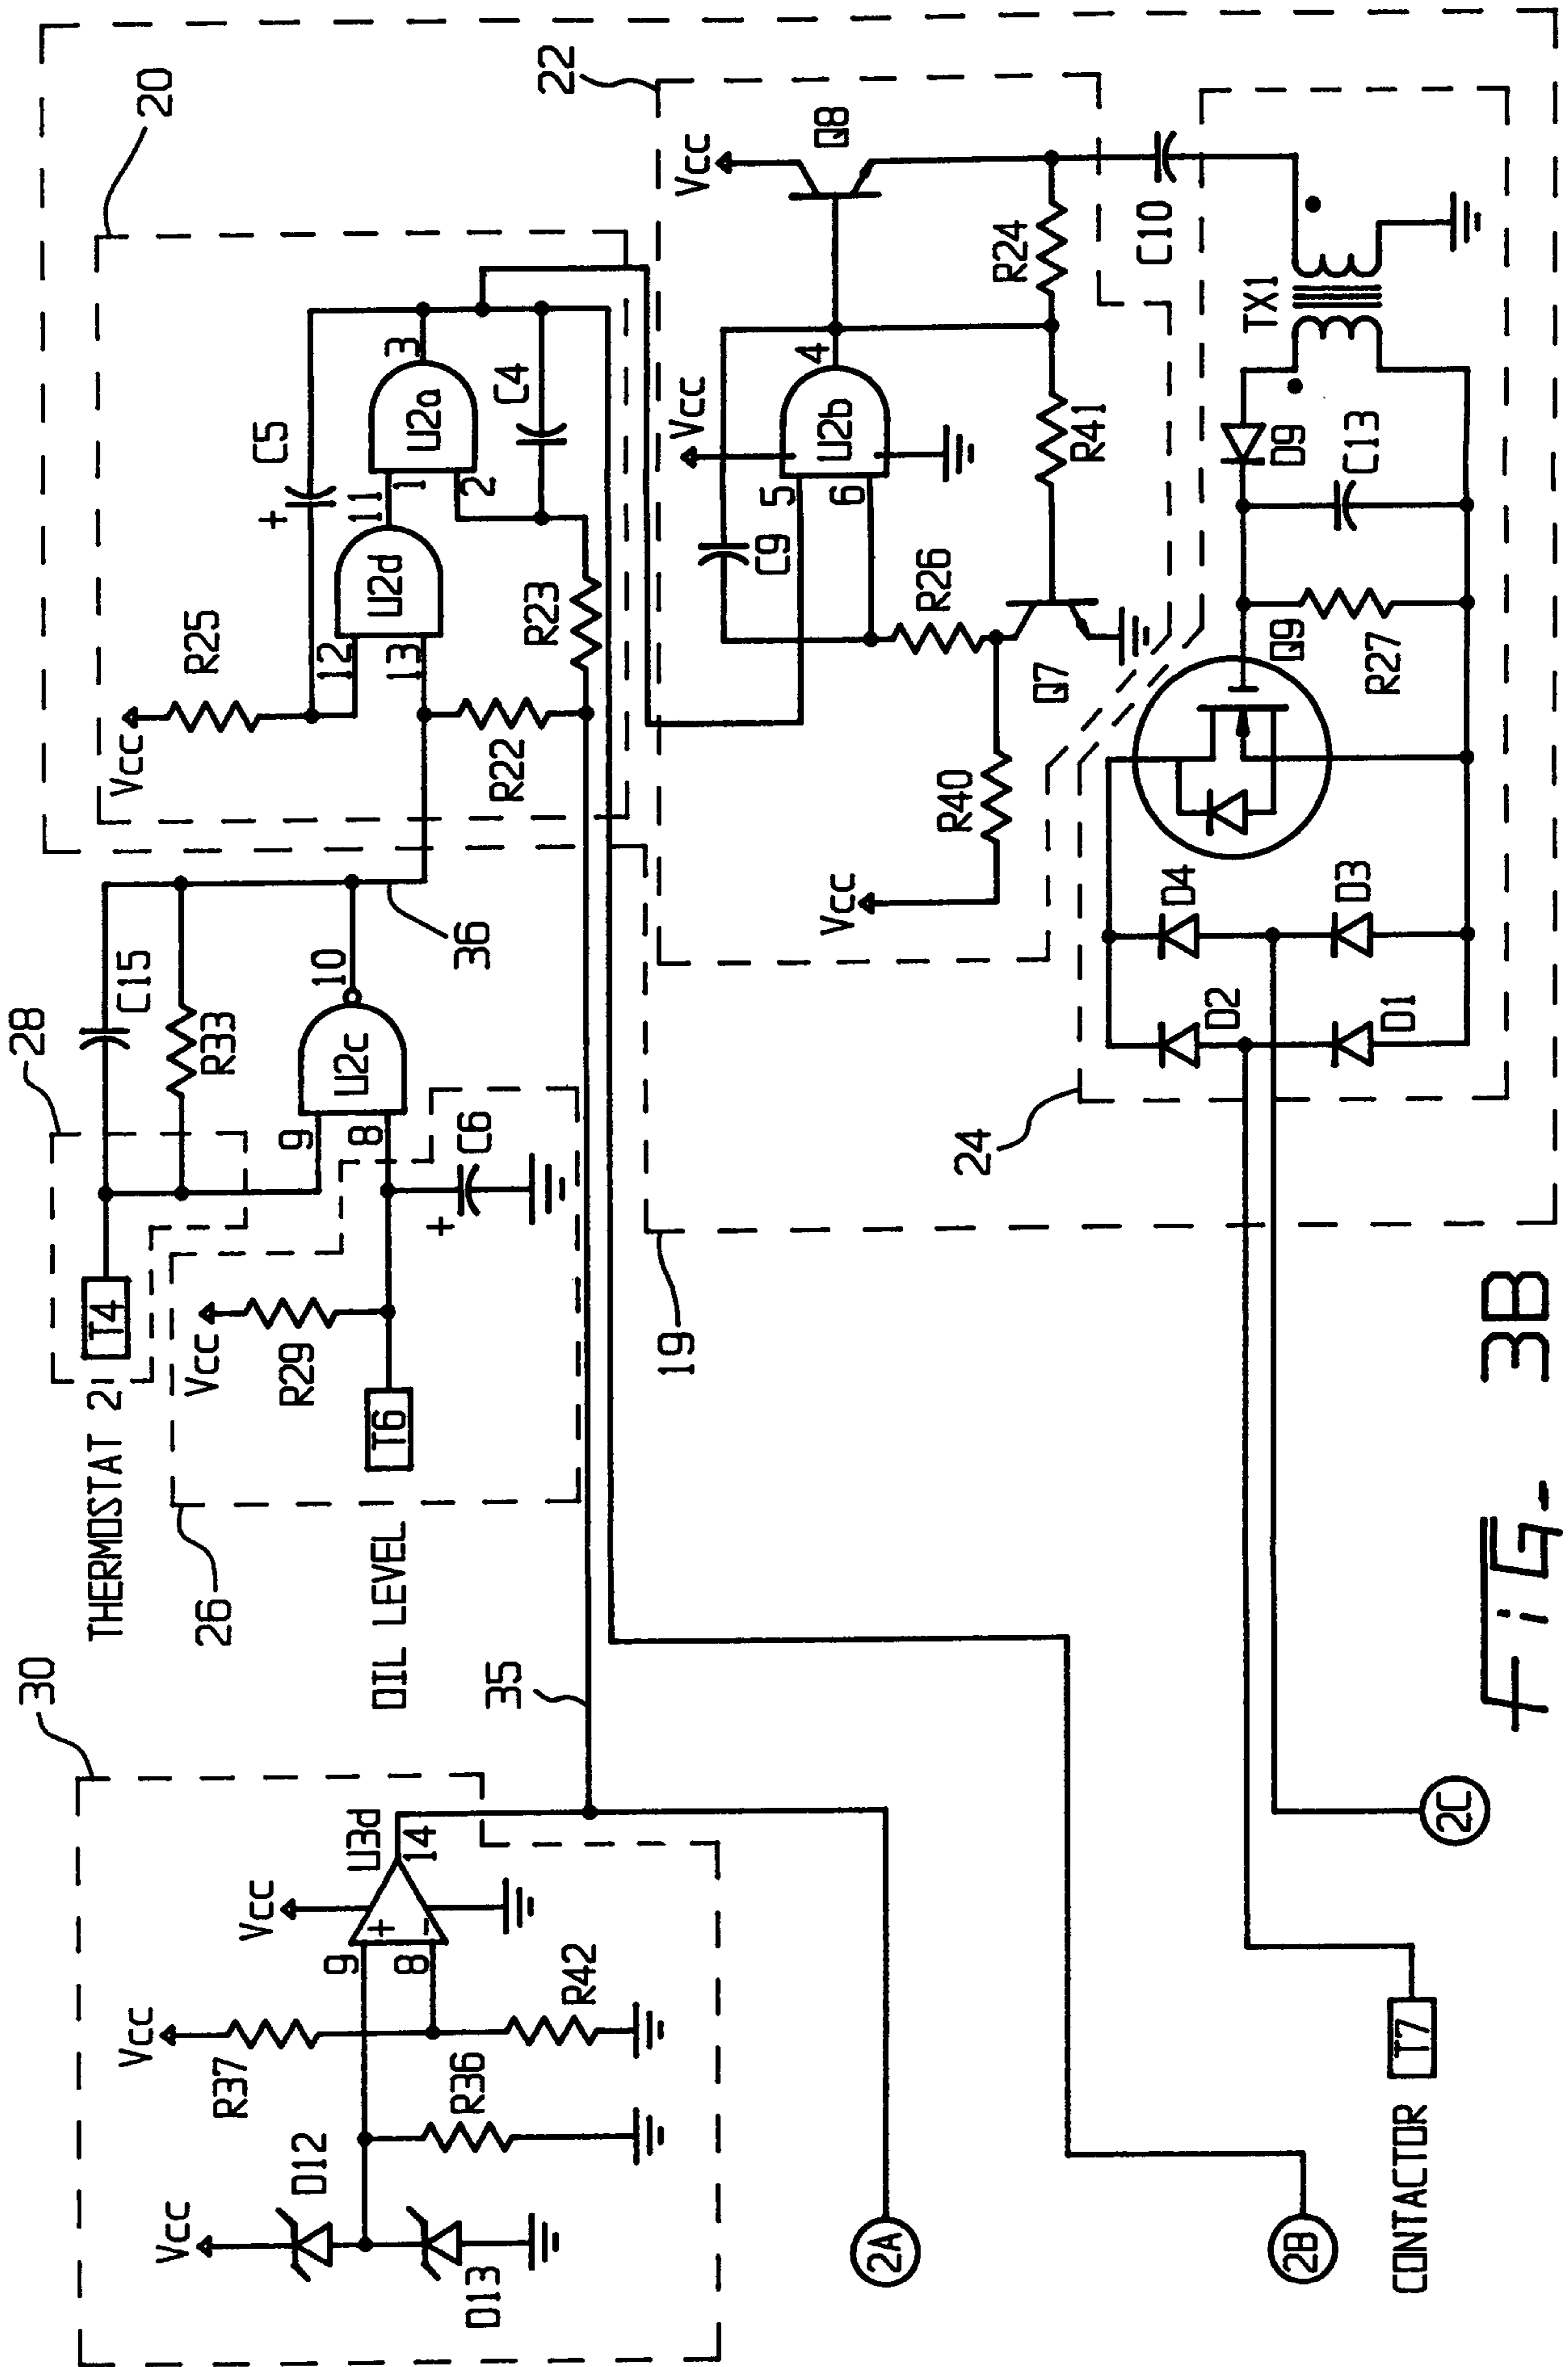 30
Vcc
D12
D13
Vcc
R37
R36
R42
9
8
+
-
Vcc
U3d
14
35
2A
2B
CONTACTOR
T7
2C
THERMOSTAT 2
T4
28
26
OIL LEVEL
T6
Vcc
R29
+
C6
9
8
U2c
10
C15
R33
36
20
Vcc
R25
12
13
U2d
11
+
C5
1
2
U2a
3
C4
R22
R23
19
22
Vcc
R40
C9
5
6
Vcc
U2b
4
R26
Q7
R41
R24
Vcc
Q8
C10
24
D2
D1
D4
D3
Q9
R27
D9
C13
TX1
FiG. 3B